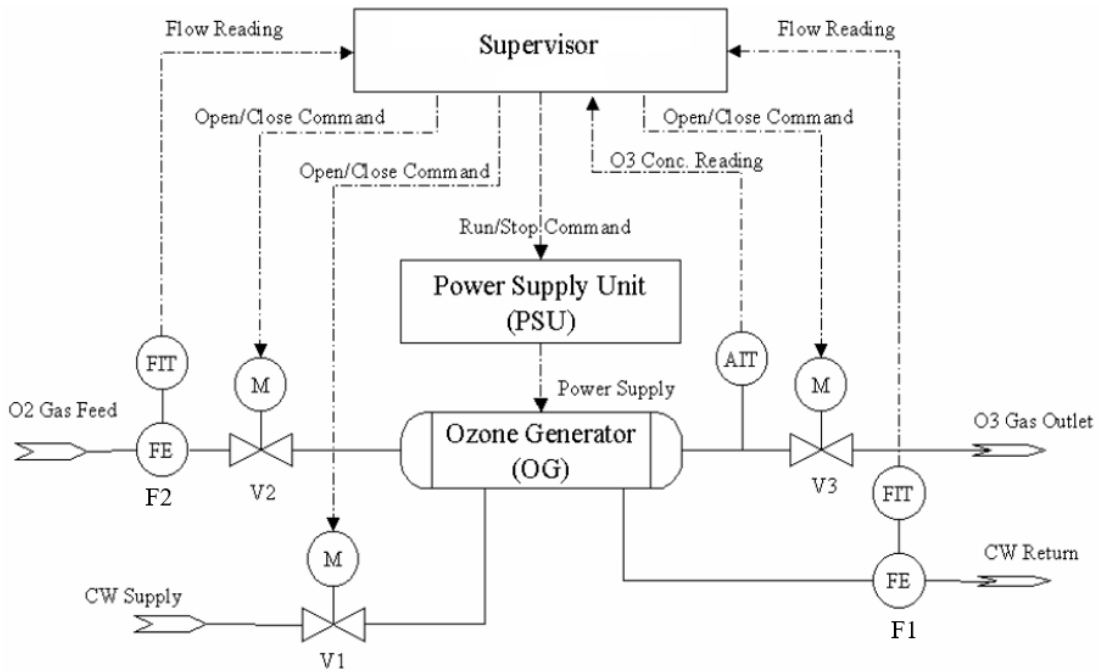 Flow Reading
Supervisor
Flow Reading
Open/Close Command
Open/Close Command
O3 Conc. Reading
Open/Close Command
Run/Stop Command
Power Supply Unit
(PSU)
FIT
M
AIT
M
Power Supply
O2 Gas Feed
FE
Ozone Generator
(OG)
O3 Gas Outlet
F2
V2
V3
FIT
M
CW Supply
V1
FE
CW Return
F1